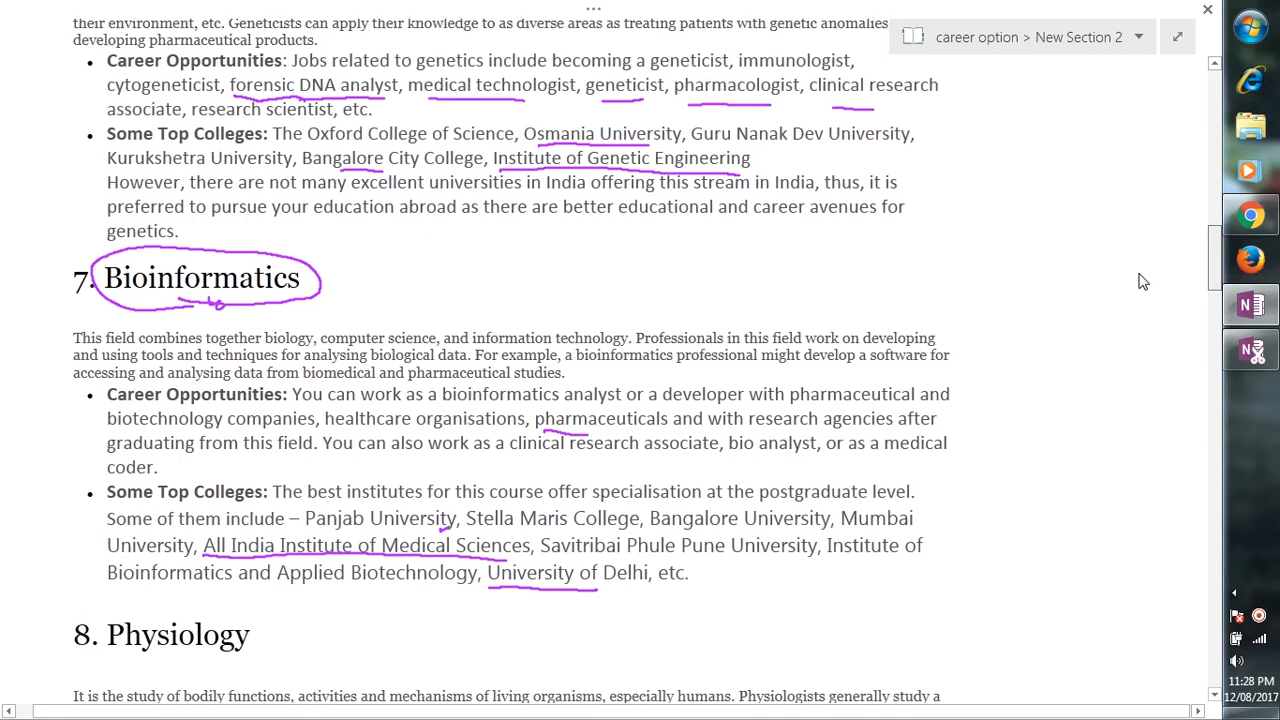 their environment, etc. Geneticists can apply their knowledge to as diverse areas as treating patients with genetic anomalies
developing pharmaceutical products.
career option > New Section 2
• Career Opportunities: Jobs related to genetics include becoming a geneticist, immunologist,
cytogeneticist, forensic DNA analyst, medical technologist, geneticist, pharmacologist, clinical research
associate, research scientist, etc.
• Some Top Colleges: The Oxford College of Science, Osmania University, Guru Nanak Dev University,
Kurukshetra University, Bangalore City College, Institute of Genetic Engineering
However, there are not many excellent universities in India offering this stream in India, thus, it is
preferred to pursue your education abroad as there are better educational and career avenues for
genetics.
7. Bioinformatics
This field combines together biology, computer science, and information technology. Professionals in this field work on developing
and using tools and techniques for analysing biological data. For example, a bioinformatics professional might develop a software for
accessing and analysing data from biomedical and pharmaceutical studies.
• Career Opportunities: You can work as a bioinformatics analyst or a developer with pharmaceutical and
biotechnology companies, healthcare organisations, pharmaceuticals and with research agencies after
graduating from this field. You can also work as a clinical research associate, bio analyst, or as a medical
coder.
• Some Top Colleges: The best institutes for this course offer specialisation at the postgraduate level.
Some of them include – Panjab University, Stella Maris College, Bangalore University, Mumbai
University, All India Institute of Medical Sciences, Savitribai Phule Pune University, Institute of
Bioinformatics and Applied Biotechnology, University of Delhi, etc.
8. Physiology
It is the study of bodily functions, activities and mechanisms of living organisms, especially humans. Physiologists generally study a
11:28 PM
12/08/2017